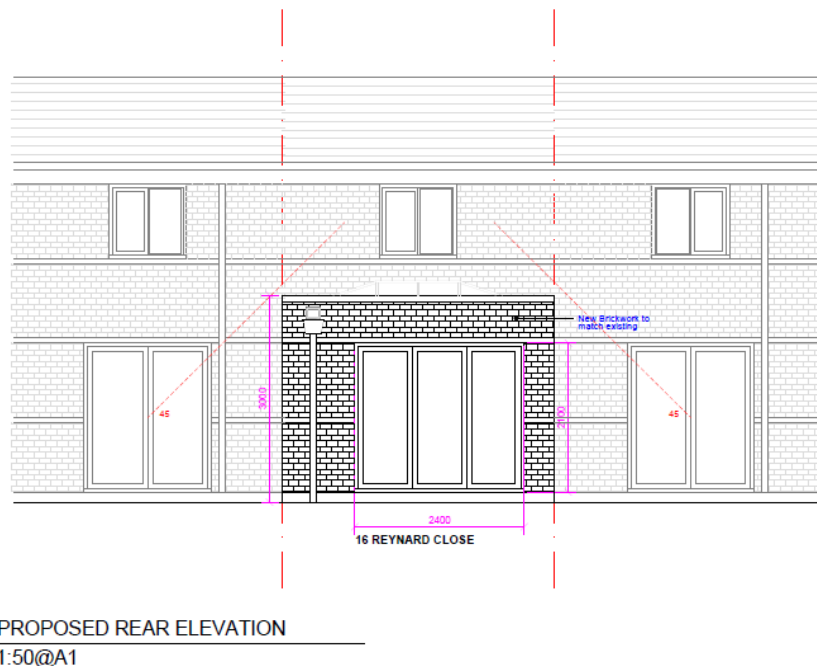 New Brickwork to
match existing
45
3000
2100
45
2400
16 REYNARD CLOSE
PROPOSED REAR ELEVATION
1:50@A1